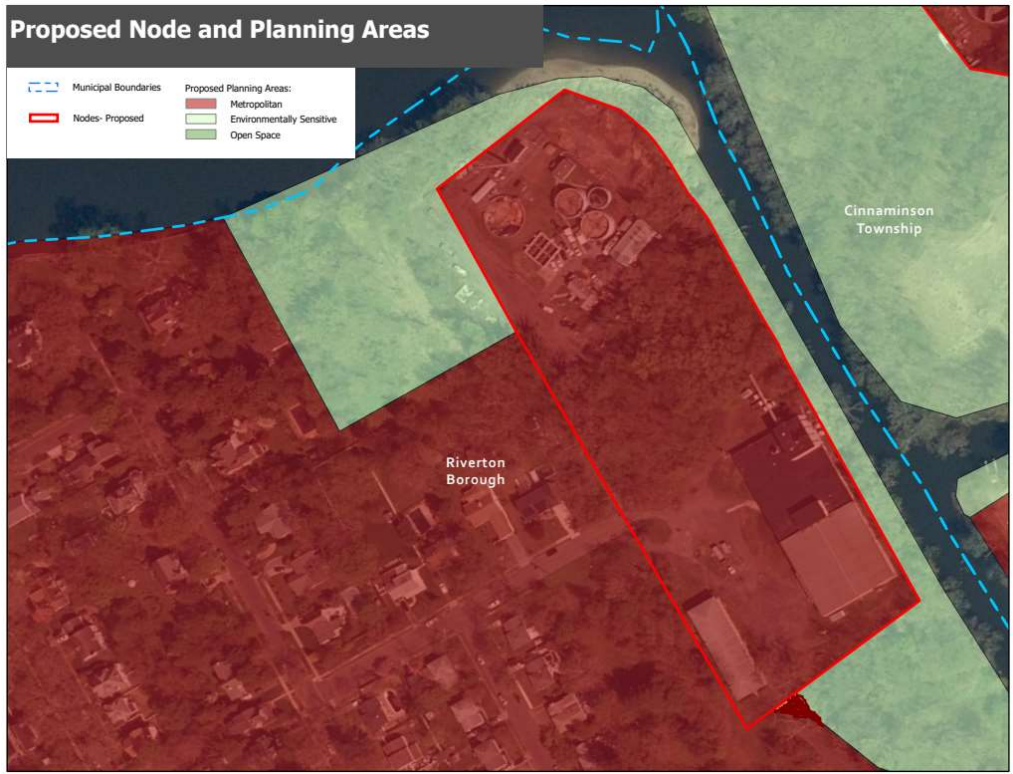 Proposed Node and Planning Areas
Municipal Boundaries
Nodes- Proposed
Proposed Planning Areas:
Metropolitan
Environmentally Sensitive
Open Space
Cinnaminson
Township
Riverton
Borough